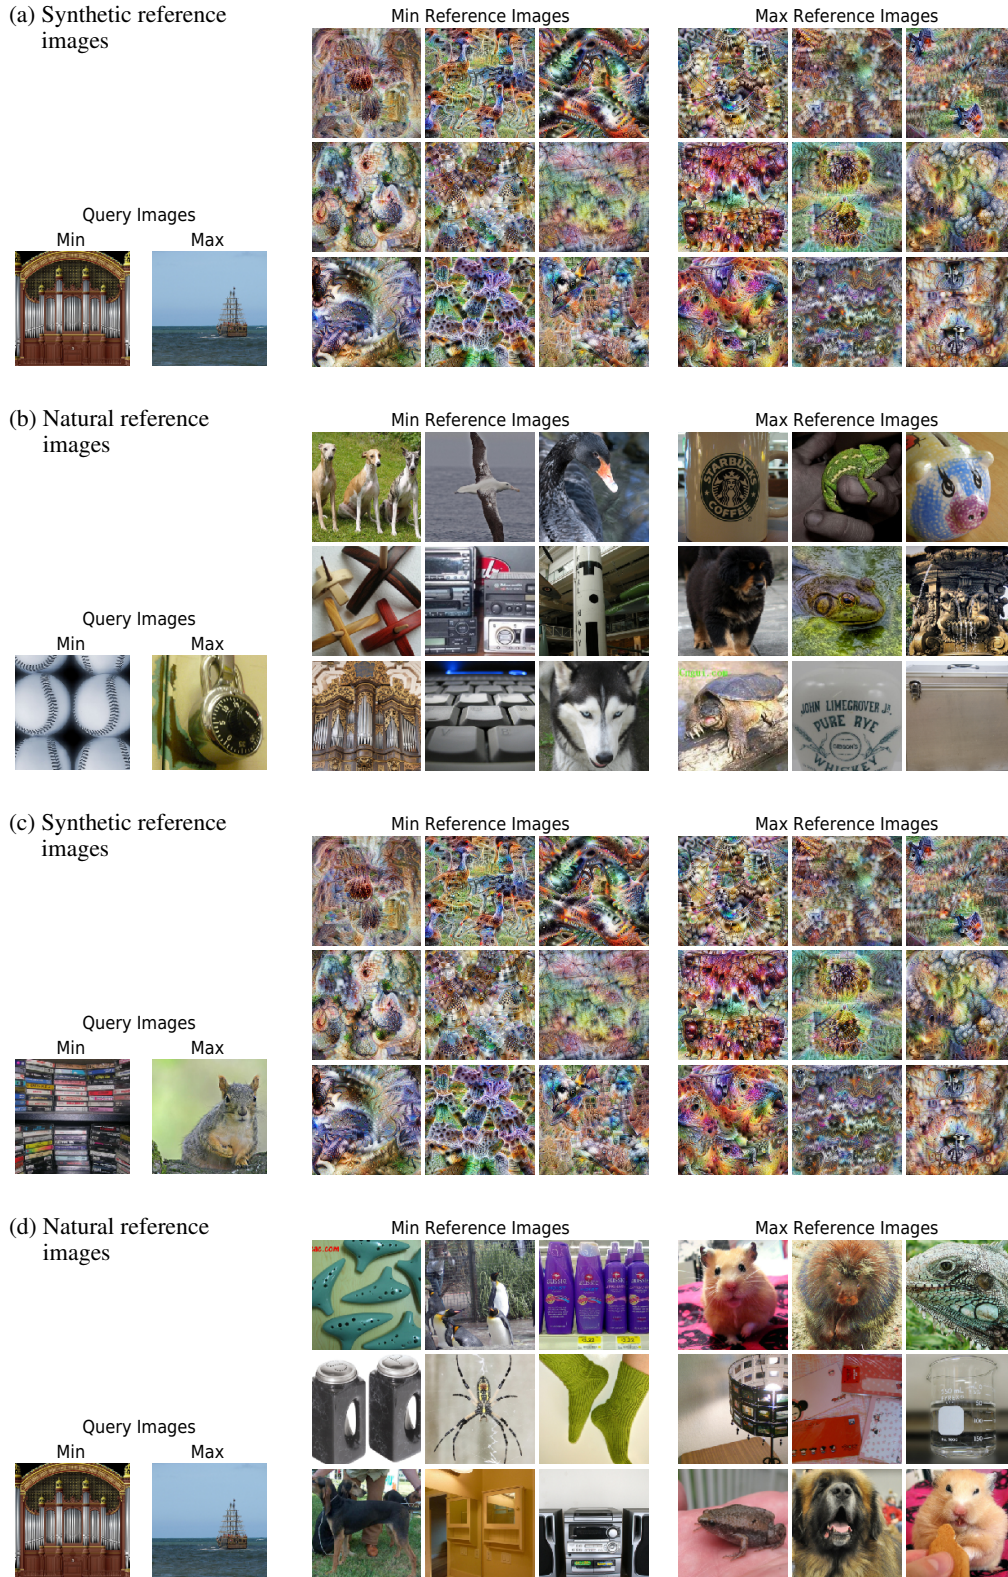 (a) Synthetic reference
images
Min Reference Images
Max Reference Images
Query Images
Min
Max
(b) Natural reference
images
Min Reference Images
Max Reference Images
STARBUCKS
COFFEE
Query Images
Min
Max
JOHN LIMEGROVER JR.
PURE RYE
GIBSON'S
WHISKEY
(c) Synthetic reference
images
Min Reference Images
Max Reference Images
Query Images
Min
Max
(d) Natural reference
images
Min Reference Images
Max Reference Images
Query Images
Min
Max